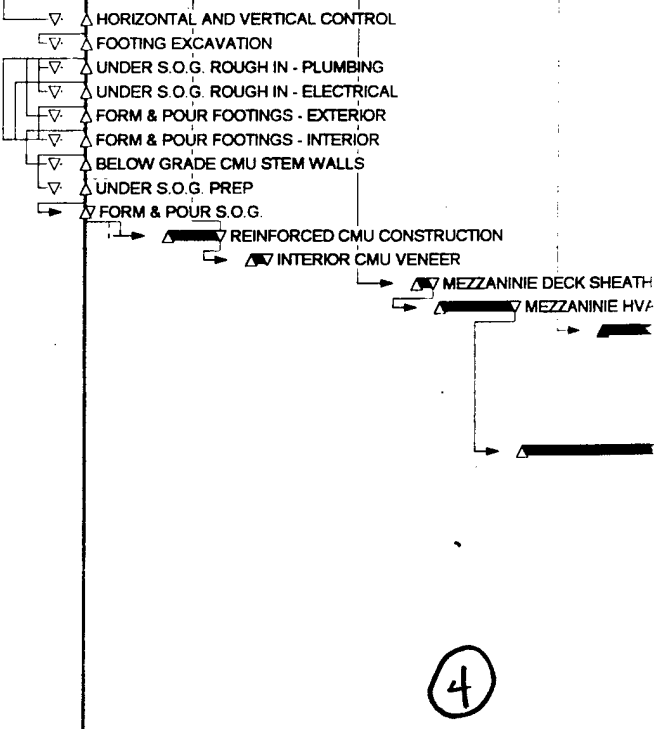 HORIZONTAL AND VERTICAL CONTROL
FOOTING EXCAVATION
UNDER S.O.G. ROUGH IN - PLUMBING
UNDER S.O.G. ROUGH IN - ELECTRICAL
FORM & POUR FOOTINGS - EXTERIOR
FORM & POUR FOOTINGS - INTERIOR
BELOW GRADE CMU STEM WALLS
UNDER S.O.G. PREP
FORM & POUR S.O.G.
REINFORCED CMU CONSTRUCTION
INTERIOR CMU VENEER
MEZZANINIE DECK SHEATH
MEZZANINIE HVA
4